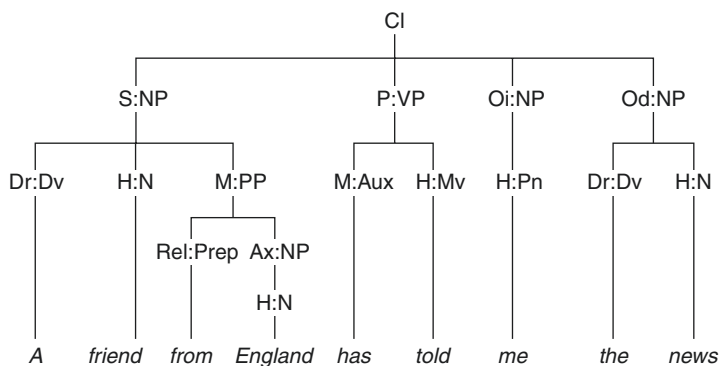 Cl
S:NP P:VP Oi:NP Od:NP
Dr:Dv H:N M:PP M:Aux H:Mv H:Pn Dr:Dv H:N
Rel:Prep Ax:NP
H:N
A friend from England has told me the news